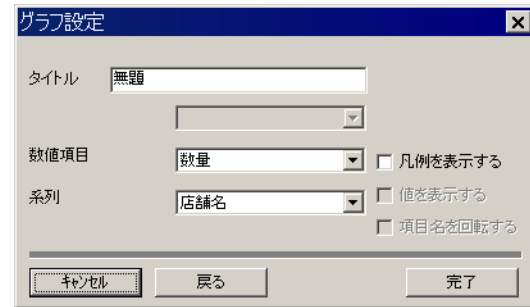 グラフ設定
タイトル 無題
数値項目 数量 凡例を表示する
系列 店舗名 値を表示する
項目名を回転する
キャンセル 戻る 完了